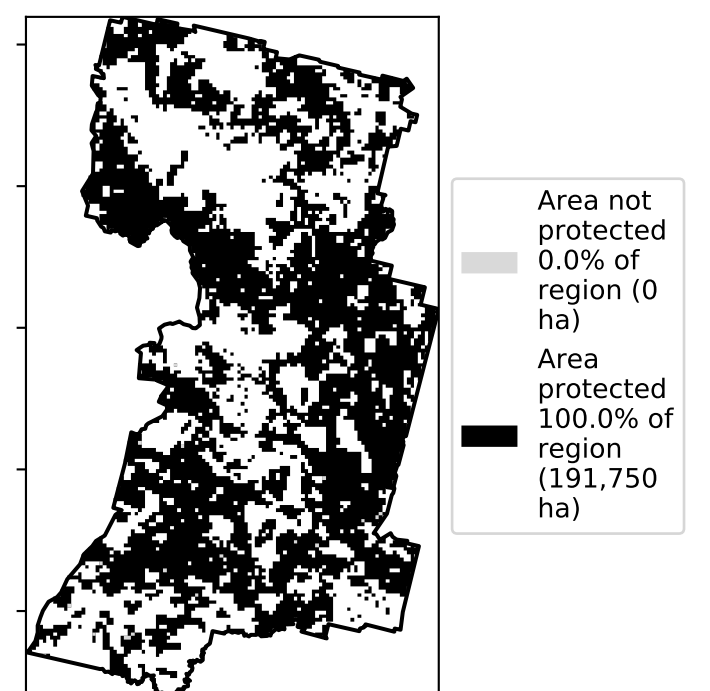 Area not
protected
0.0% of
region (0
ha)
Area
protected
100.0% of
region
(191,750
ha)